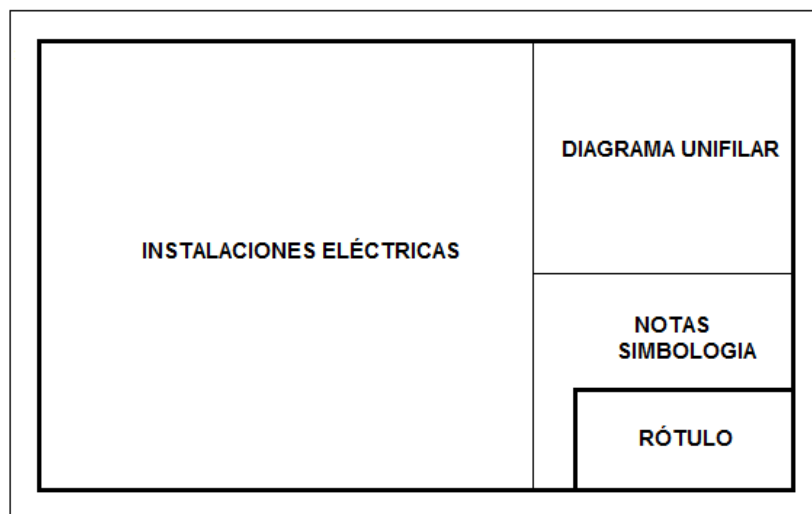 INSTALACIONES ELÉCTRICAS
DIAGRAMA UNIFILAR
NOTAS
SIMBOLOGIA
RÓTULO